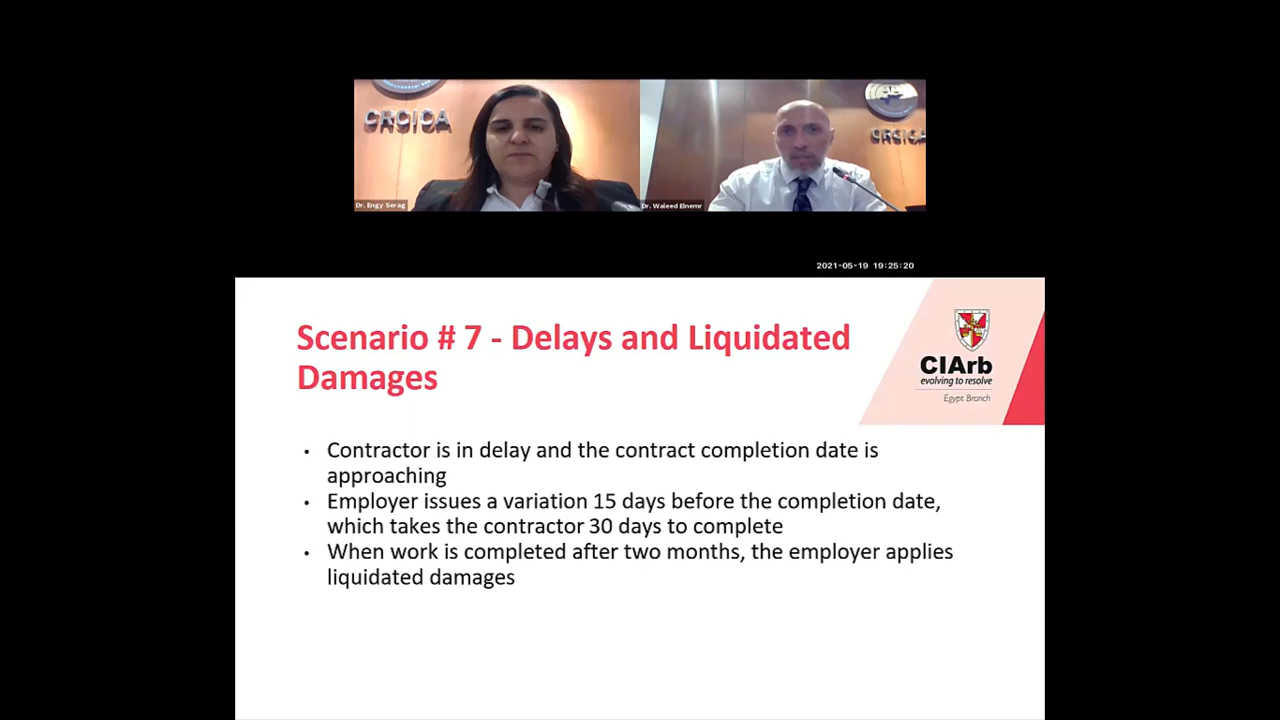 CRCICA
CRCICA
Dr. Engy Serag
Dr. Waleed Elnemr
2021-05-19 19:25:20
Scenario # 7 - Delays and Liquidated
Damages
CIArb
evolving to resolve
Egypt Branch
• Contractor is in delay and the contract completion date is
approaching
• Employer issues a variation 15 days before the completion date,
which takes the contractor 30 days to complete
• When work is completed after two months, the employer applies
liquidated damages